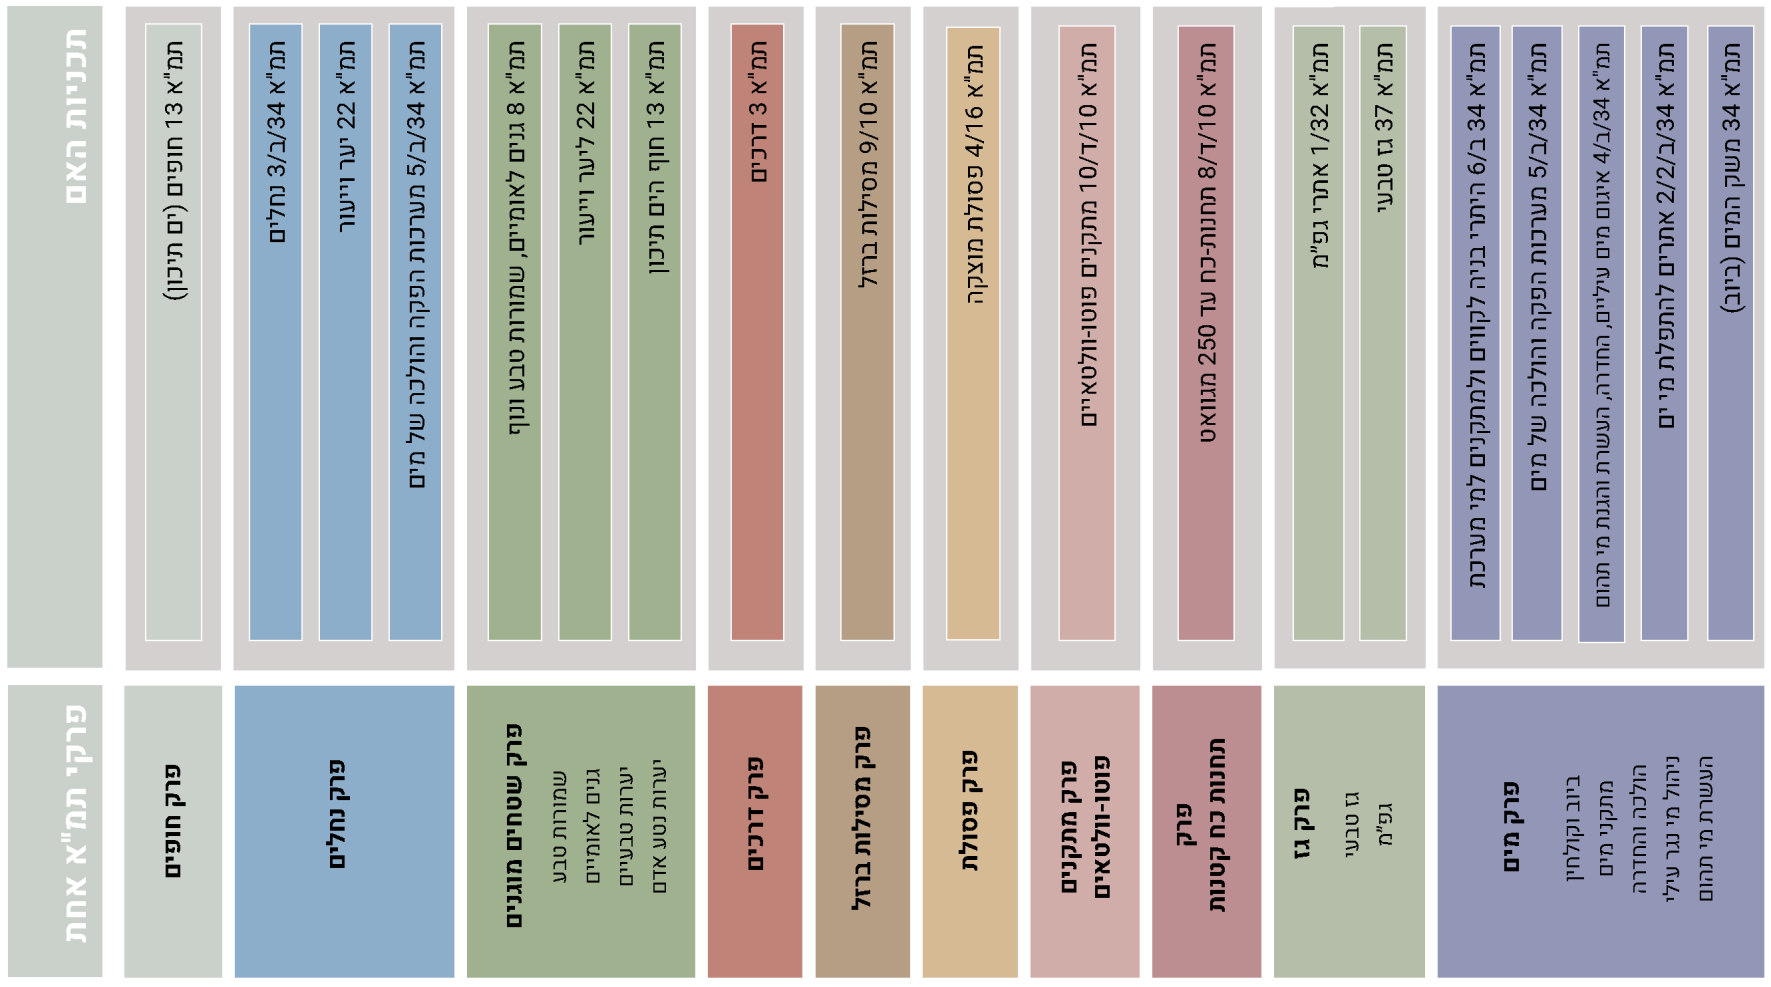 תכניות האם
פרקי תמ"א אחת
תמ"א 13 חופים (ים תיכון)
פרק חופים
תמ"א 34/ב/3 נחלים
תמ"א 22 יער וייעור
תמ"א 34/ב/5 מערכות הפקה והולכה של מים
פרק נחלים
תמ"א 8 גנים לאומיים, שמורות טבע ונוף
תמ"א 22 ליער וייעור
תמ"א 13 חוף הים תיכון
פרק שטחים מוגנים
שמורות טבע
גנים לאומיים
יערות טבעיים
יערות נטע אדם
תמ"א 3 דרכים
פרק דרכים
תמ"א 9/10 מסילות ברזל
פרק מסילות ברזל
תמ"א 4/16 פסולת מוצקה
פרק פסולת
תמ"א 10/ד/10 מתקנים פוטו-וולטאיים
פרק מתקנים
פוטו-וולטאים
תמ"א 10/ד/8 תחנות-כח עד 250 מגוואט
פרק
תחנות כח קטנות
תמ"א 1/32 אתרי גפ"מ
תמ"א 37 גז טבעי
פרק גז
גז טבעי
גפ"מ
תמ"א 34 ב/6 היתרי בניה לקווים ולמתקנים למי מערכת
תמ"א 34/ב/5 מערכות הפקה והולכה של מים
תמ"א 34/ב/4 איגום מים עיליים, החדרה, העשרת והגנת מי תהום
תמ"א 34/ב/2/2 אתרים להתפלת מי ים
תמ"א 34 משק המים (ביוב)
פרק מים
ביוב וקולחין
מתקני מים
הולכה והחדרה
ניהול מי נגר עילי
העשרת מי תהום